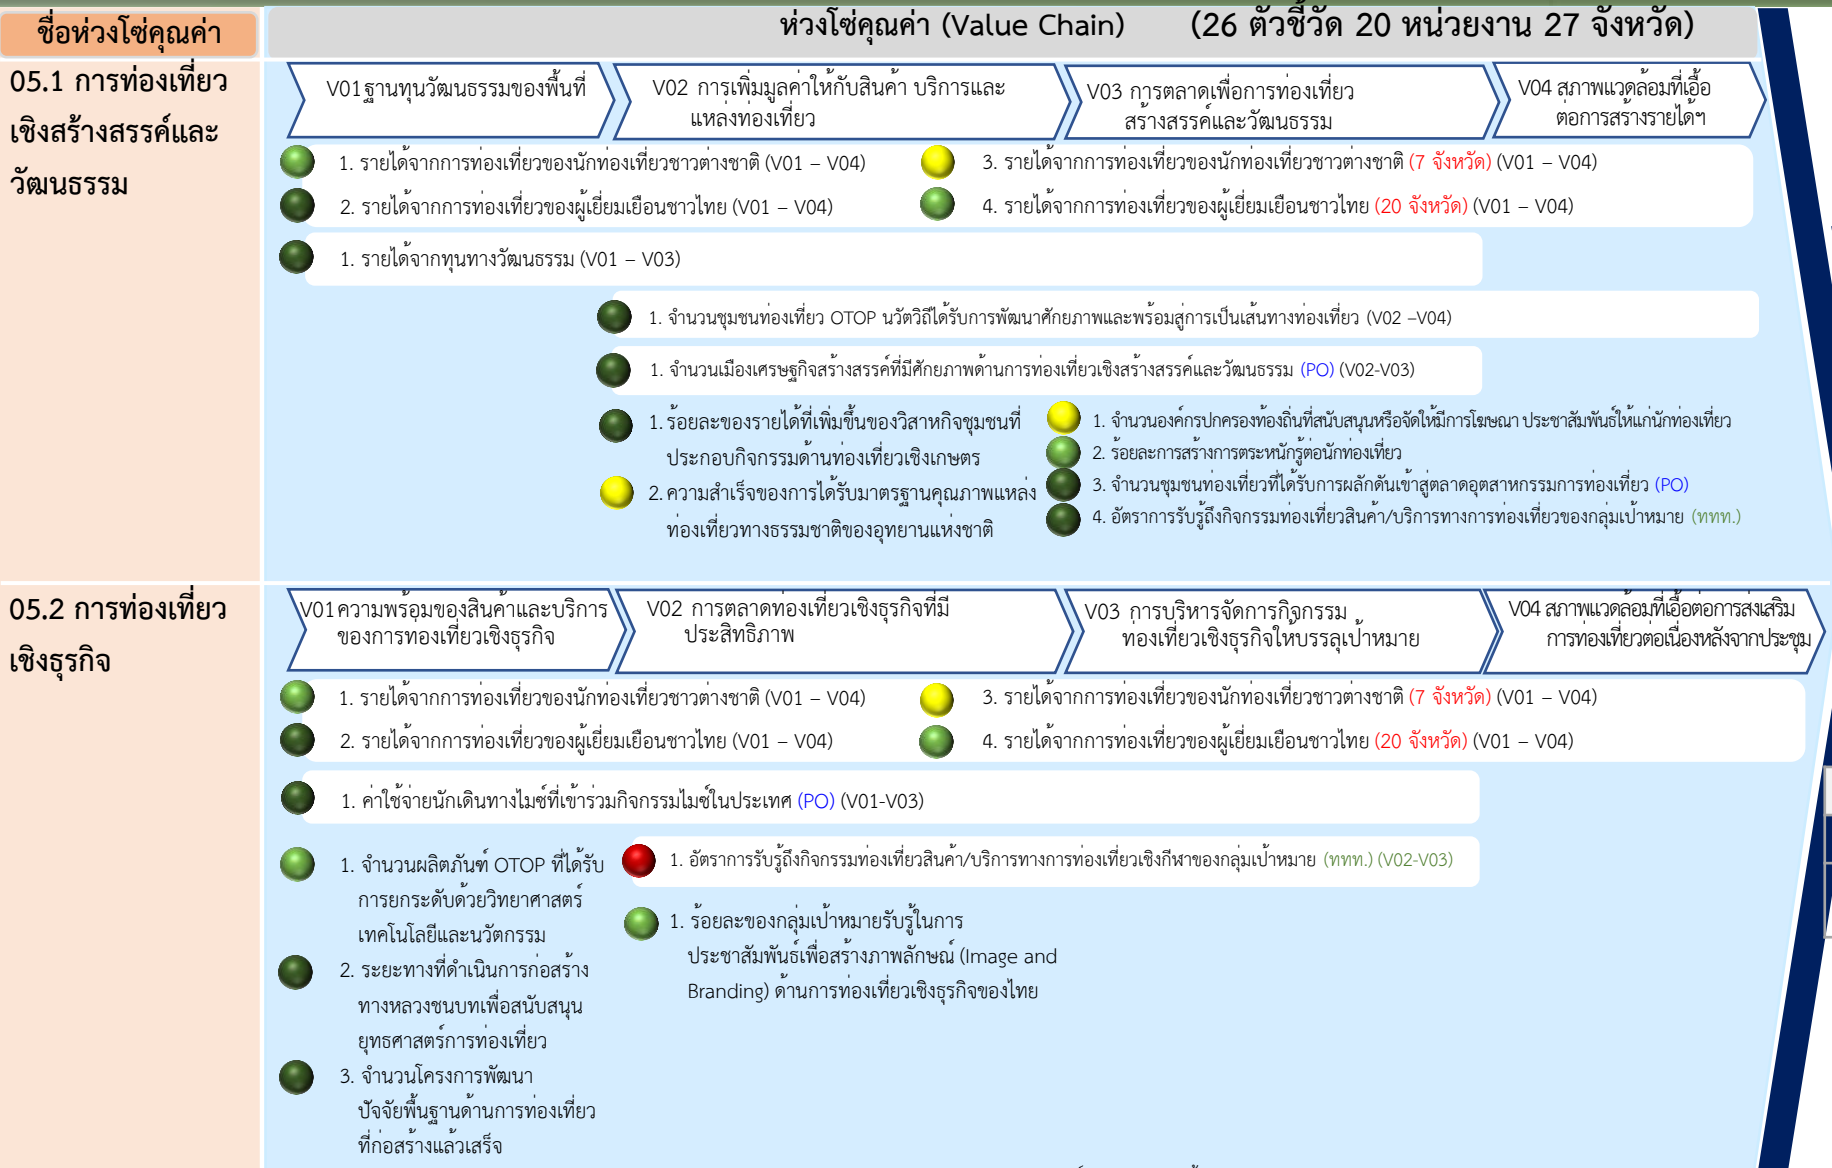 ชื่อห่วงโซ่คุณค่า
ห่วงโซ่คุณค่า (Value Chain) (26 ตัวชี้วัด 20 หน่วยงาน 27 จังหวัด)
05.1 การท่องเที่ยว
เชิงสร้างสรรค์และ
วัฒนธรรม
V01ฐานทุนวัฒนธรรมของพื้นที่
V02 การเพิ่มมูลค่าให้กับสินค้า บริการและ
แหล่งท่องเที่ยว
V03 การตลาดเพื่อการท่องเที่ยว
สร้างสรรค์และวัฒนธรรม
V04 สภาพแวดล้อมที่เอื้อ
ต่อการสร้างรายได้ฯ
1. รายได้จากการท่องเที่ยวของนักท่องเที่ยวชาวต่างชาติ (V01 – V04)
2. รายได้จากการท่องเที่ยวของผู้เยี่ยมเยือนชาวไทย (V01 – V04)
3. รายได้จากการท่องเที่ยวของนักท่องเที่ยวชาวต่างชาติ (7 จังหวัด) (V01 – V04)
4. รายได้จากการท่องเที่ยวของผู้เยี่ยมเยือนชาวไทย (20 จังหวัด) (V01 – V04)
1. รายได้จากทุนทางวัฒนธรรม (V01 – V03)
1. จำนวนชุมชนท่องเที่ยว OTOP นวัตวิถีได้รับการพัฒนาศักยภาพและพร้อมสู่การเป็นเส้นทางท่องเที่ยว (V02 –V04)
1. จำนวนเมืองเศรษฐกิจสร้างสรรค์ที่มีศักยภาพด้านการท่องเที่ยวเชิงสร้างสรรค์และวัฒนธรรม (PO) (V02-V03)
1. ร้อยละของรายได้ที่เพิ่มขึ้นของวิสาหกิจชุมชนที่
ประกอบกิจกรรมด้านท่องเที่ยวเชิงเกษตร
2. ความสำเร็จของการได้รับมาตรฐานคุณภาพแหล่ง
ท่องเที่ยวทางธรรมชาติของอุทยานแห่งชาติ
1. จำนวนองค์กรปกครองท้องถิ่นที่สนับสนุนหรือจัดให้มีการโฆษณา ประชาสัมพันธ์ให้แก่นักท่องเที่ยว
2. ร้อยละการสร้างการตระหนักรู้ต่อนักท่องเที่ยว
3. จำนวนชุมชนท่องเที่ยวที่ได้รับการผลักดันเข้าสู่ตลาดอุตสาหกรรมการท่องเที่ยว (PO)
4. อัตราการรับรู้ถึงกิจกรรมท่องเที่ยวสินค้า/บริการทางการท่องเที่ยวของกลุ่มเป้าหมาย (ททท.)
05.2 การท่องเที่ยว
เชิงธุรกิจ
V01ความพร้อมของสินค้าและบริการ
ของการท่องเที่ยวเชิงธุรกิจ
V02 การตลาดท่องเที่ยวเชิงธุรกิจที่มี
ประสิทธิภาพ
V03 การบริหารจัดการกิจกรรม
ท่องเที่ยวเชิงธุรกิจให้บรรลุเป้าหมาย
V04 สภาพแวดล้อมที่เอื้อต่อการส่งเสริม
การท่องเที่ยวต่อเนื่องหลังจากประชุม
1. รายได้จากการท่องเที่ยวของนักท่องเที่ยวชาวต่างชาติ (V01 – V04)
2. รายได้จากการท่องเที่ยวของผู้เยี่ยมเยือนชาวไทย (V01 – V04)
3. รายได้จากการท่องเที่ยวของนักท่องเที่ยวชาวต่างชาติ (7 จังหวัด) (V01 – V04)
4. รายได้จากการท่องเที่ยวของผู้เยี่ยมเยือนชาวไทย (20 จังหวัด) (V01 – V04)
1. ค่าใช้จ่ายนักเดินทางไมซ์ที่เข้าร่วมกิจกรรมไมซ์ในประเทศ (PO) (V01-V03)
1. จำนวนผลิตภัณฑ์ OTOP ที่ได้รับ
การยกระดับด้วยวิทยาศาสตร์
เทคโนโลยีและนวัตกรรม
2. ระยะทางที่ดำเนินการก่อสร้าง
ทางหลวงชนบทเพื่อสนับสนุน
ยุทธศาสตร์การท่องเที่ยว
3. จำนวนโครงการพัฒนา
ปัจจัยพื้นฐานด้านการท่องเที่ยว
ที่ก่อสร้างแล้วเสร็จ
1. อัตราการรับรู้ถึงกิจกรรมท่องเที่ยวสินค้า/บริการทางการท่องเที่ยวเชิงกีฬาของกลุ่มเป้าหมาย (ททท.) (V02-V03)
1. ร้อยละของกลุ่มเป้าหมายรับรู้ในการ
ประชาสัมพันธ์เพื่อสร้างภาพลักษณ์ (Image and
Branding) ด้านการท่องเที่ยวเชิงธุรกิจของไทย